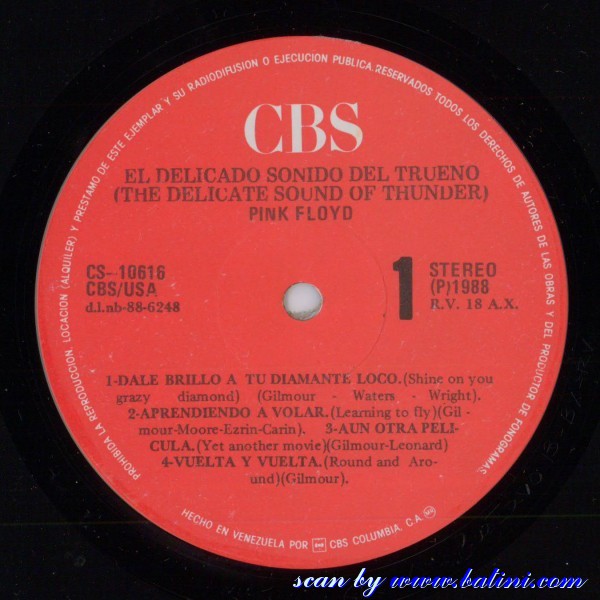 PROHIBIDA LA REPRODUCCION, LOCACION (ALQUILER) Y PRESTAMO DE ESTE EJEMPLAR Y SU RADIODIFUSION O EJECUCION PUBLICA RESERVADOS TODOS LOS DERECHOS DE AUTORES DE LAS OBRAS Y DEL PRODUCTOR DE FONOGRAMAS
CBS
EL DELICADO SONIDO DEL TRUENO
(THE DELICATE SOUND OF THUNDER)
PINK FLOYD
CS-10616
CBS/USA
d.l.nb-88-6248
1
STEREO
(P)1988
R.V. 18 A.X.
1-DALE BRILLO A TU DIAMANTE LOCO.(Shine on you
grazy diamond) (Gilmour - Waters - Wright).
2-APRENDIENDO A VOLAR.(Learning to fly)(Gil -
mour-Moore-Ezrin-Carin). 3-AUN OTRA PELI-
CULA.(Yet another movie)(Gilmour-Leonard)
4-VUELTA Y VUELTA.(Round and Aro-
und)(Gilmour).
HECHO EN VENEZUELA POR CBS COLUMBIA, C.A.
scan by www.batini.com